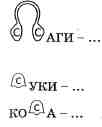 С С АГИ – ...
С УКИ – ...
КО С А – ...